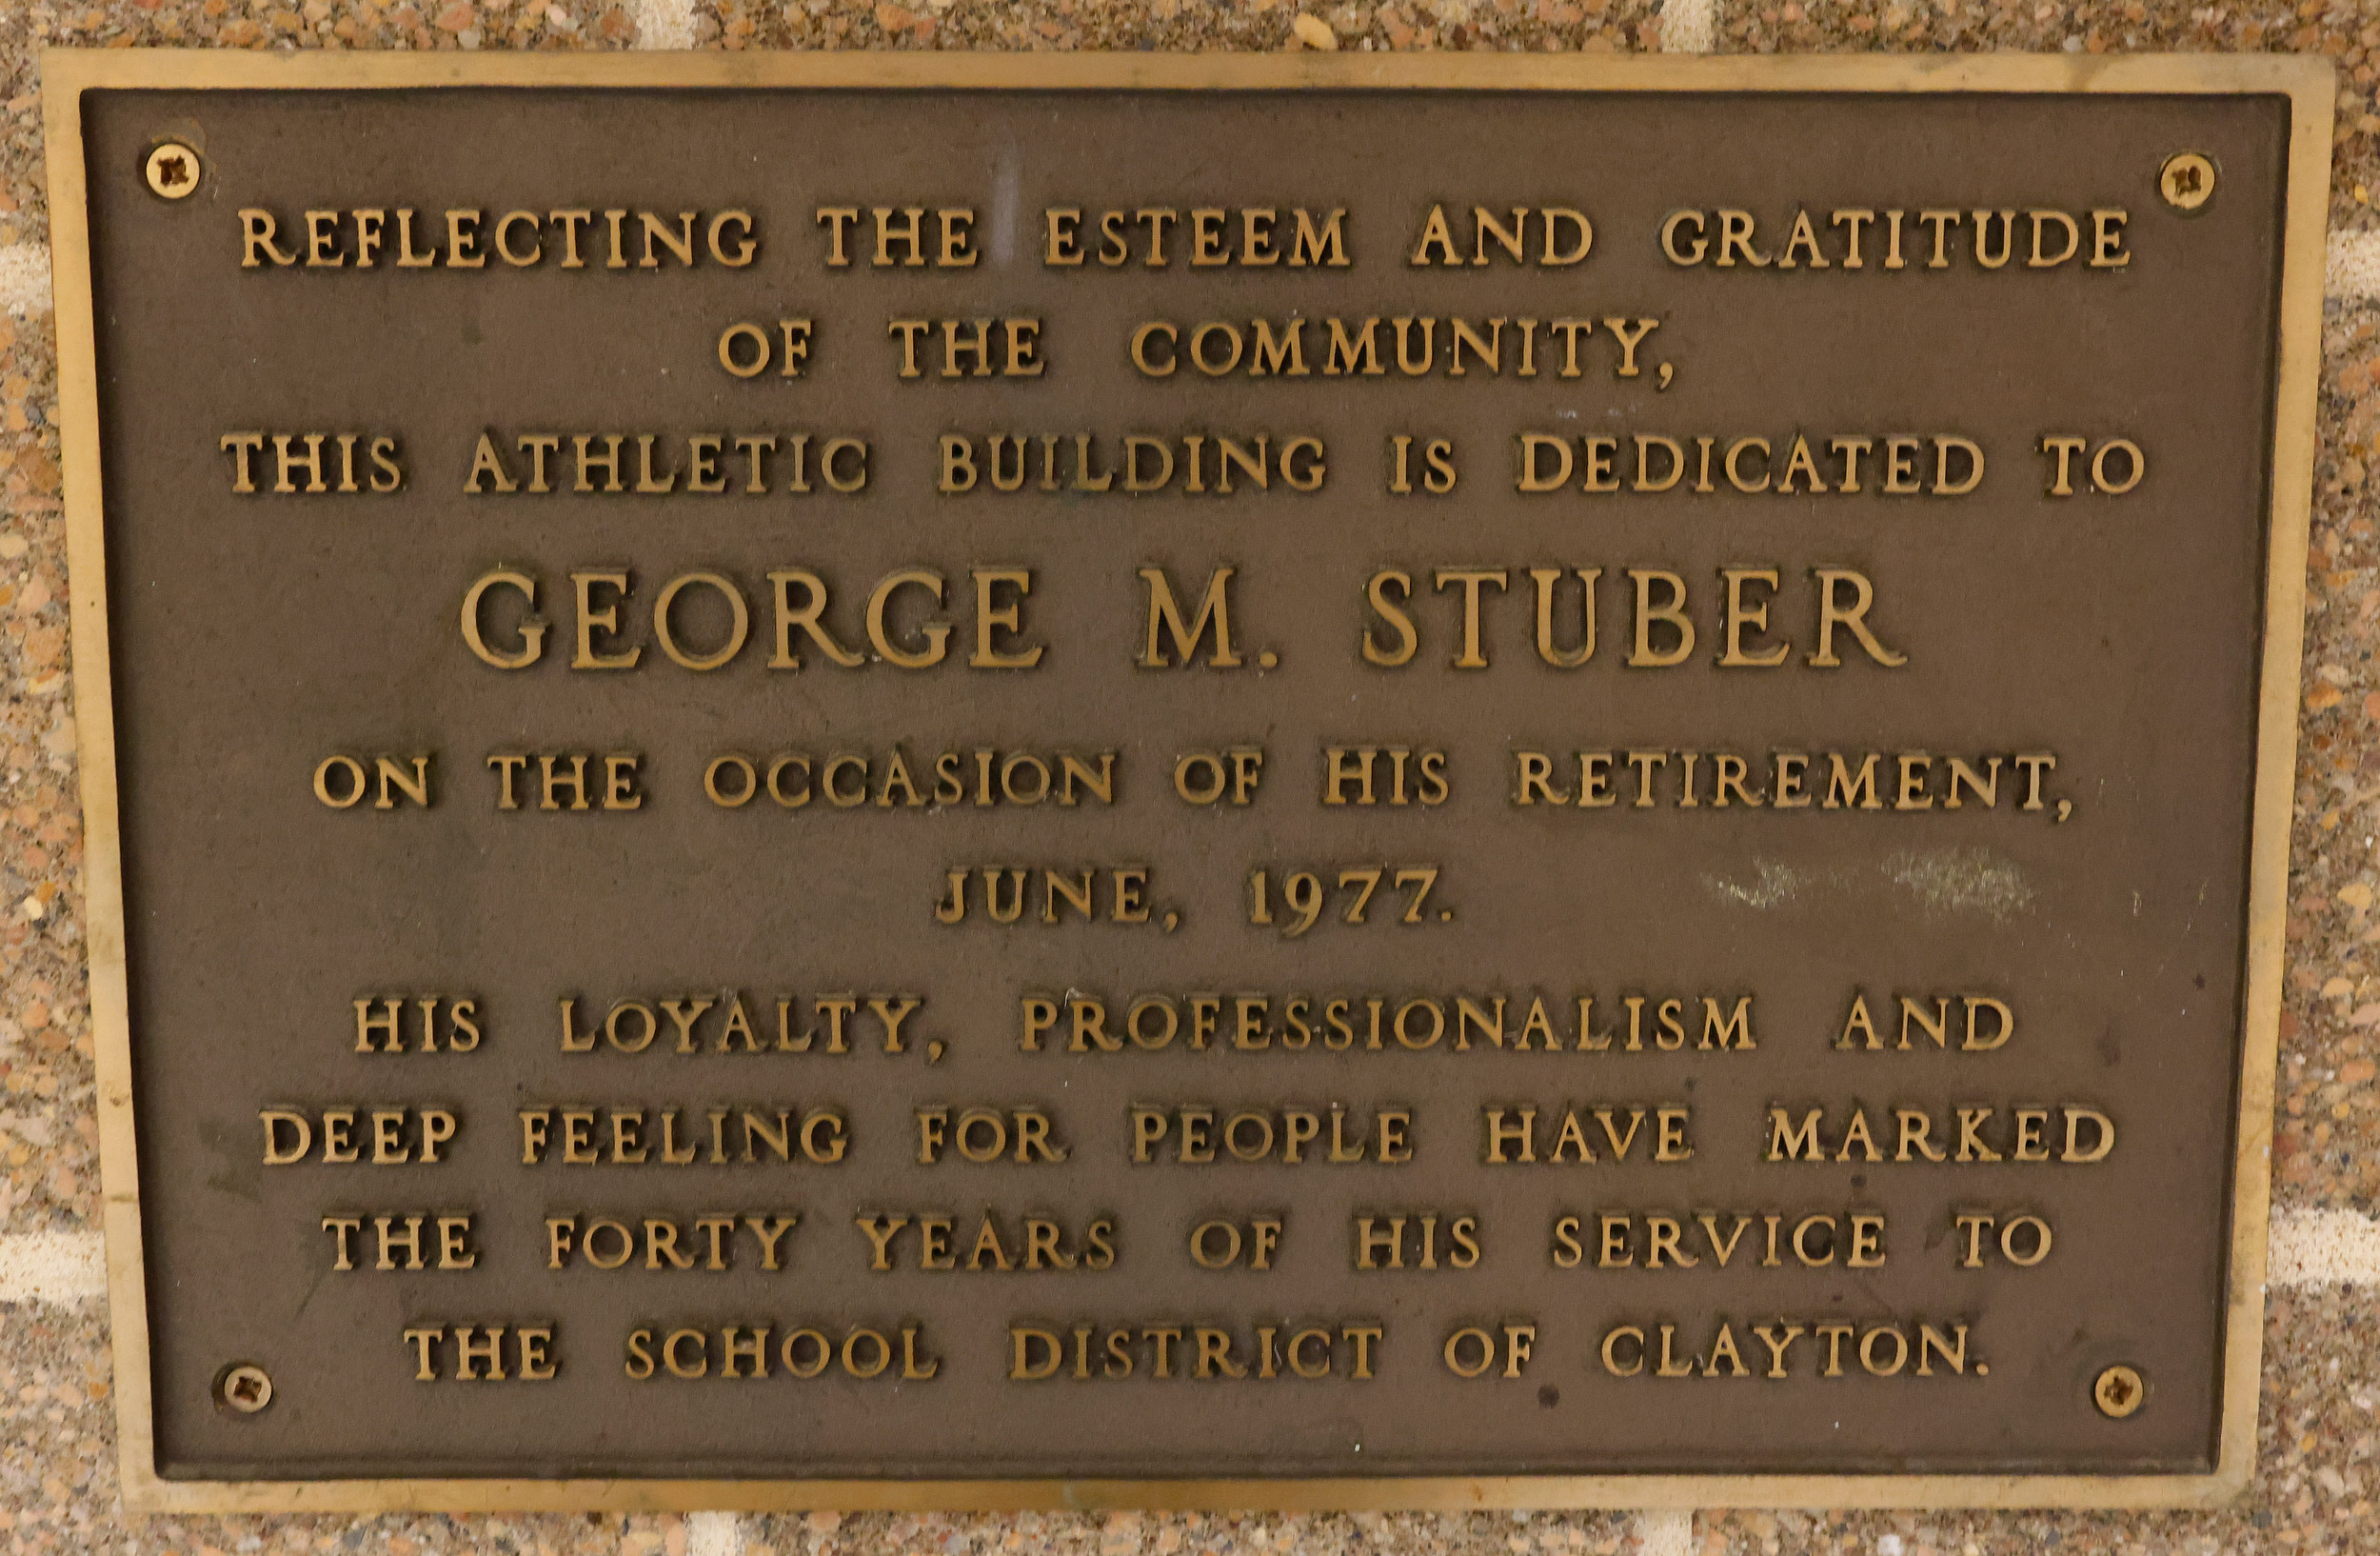 REFLECTING THE ESTEEM AND GRATITUDE
OF THE COMMUNITY,
THIS ATHLETIC BUILDING IS DEDICATED TO
GEORGE M. STUBER
ON THE OCCASION OF HIS RETIREMENT,
JUNE, 1977.
HIS LOYALTY, PROFESSIONALISM AND
DEEP FEELING FOR PEOPLE HAVE MARKED
THE FORTY YEARS OF HIS SERVICE TO
THE SCHOOL DISTRICT OF CLAYTON.